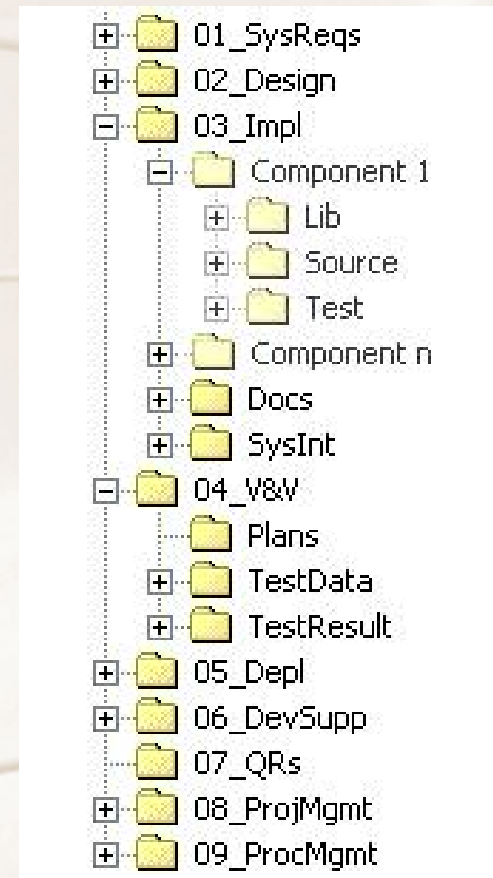 01_SysReqs
02_Design
03_Impl
Component 1
Lib
Source
Test
Component n
Docs
SysInt
04_V&V
Plans
TestData
TestResult
05_Depl
06_DevSupp
07_QRs
08_ProjMgmt
09_ProcMgmt